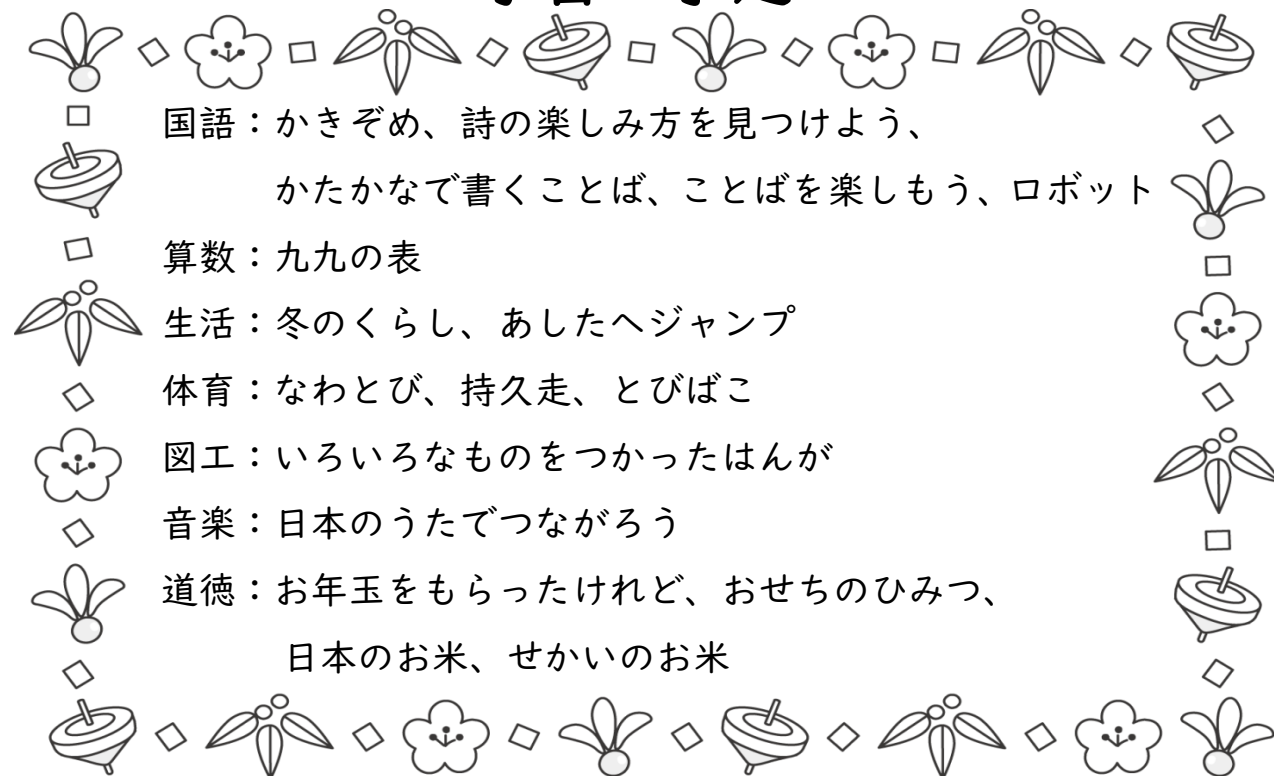 国語：かきぞめ、詩の楽しみ方を見つけよう、
かたかなで書くことば、ことばを楽しもう、ロボット
算数：九九の表
生活：冬のくらし、あしたへジャンプ
体育：なわとび、持久走、とびばこ
図工：いろいろなものをつかったはんが
音楽：日本のうたでつながろう
道徳：お年玉をもらったけれど、おせちのひみつ、
日本のお米、せかいのお米